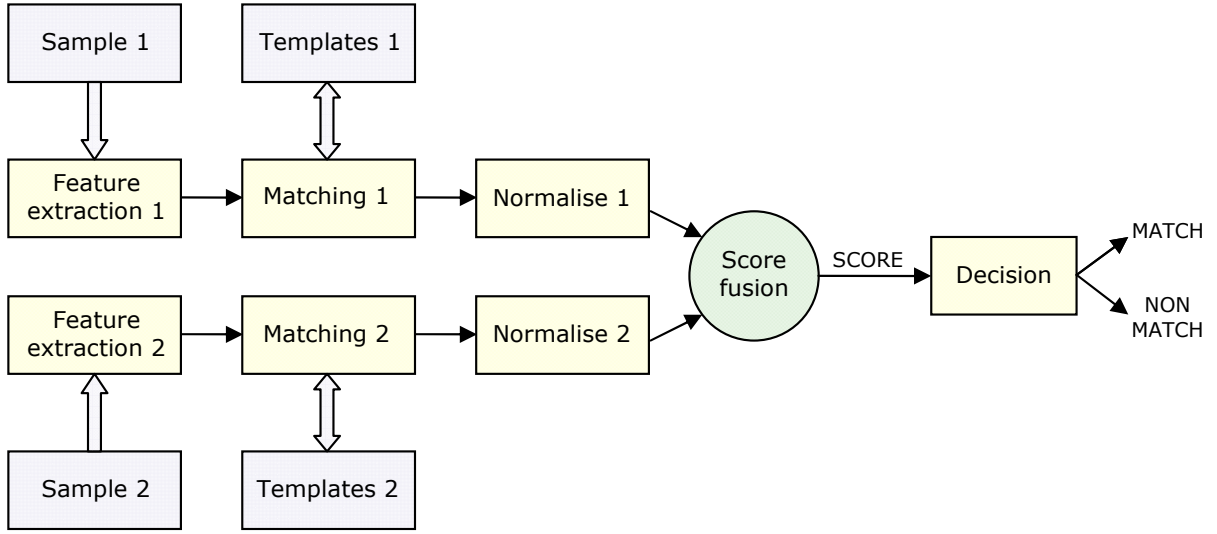 Sample 1
Templates 1
Feature
extraction 1
Matching 1
Normalise 1
Score
fusion
SCORE
Decision
MATCH
NON
MATCH
Feature
extraction 2
Matching 2
Normalise 2
Sample 2
Templates 2